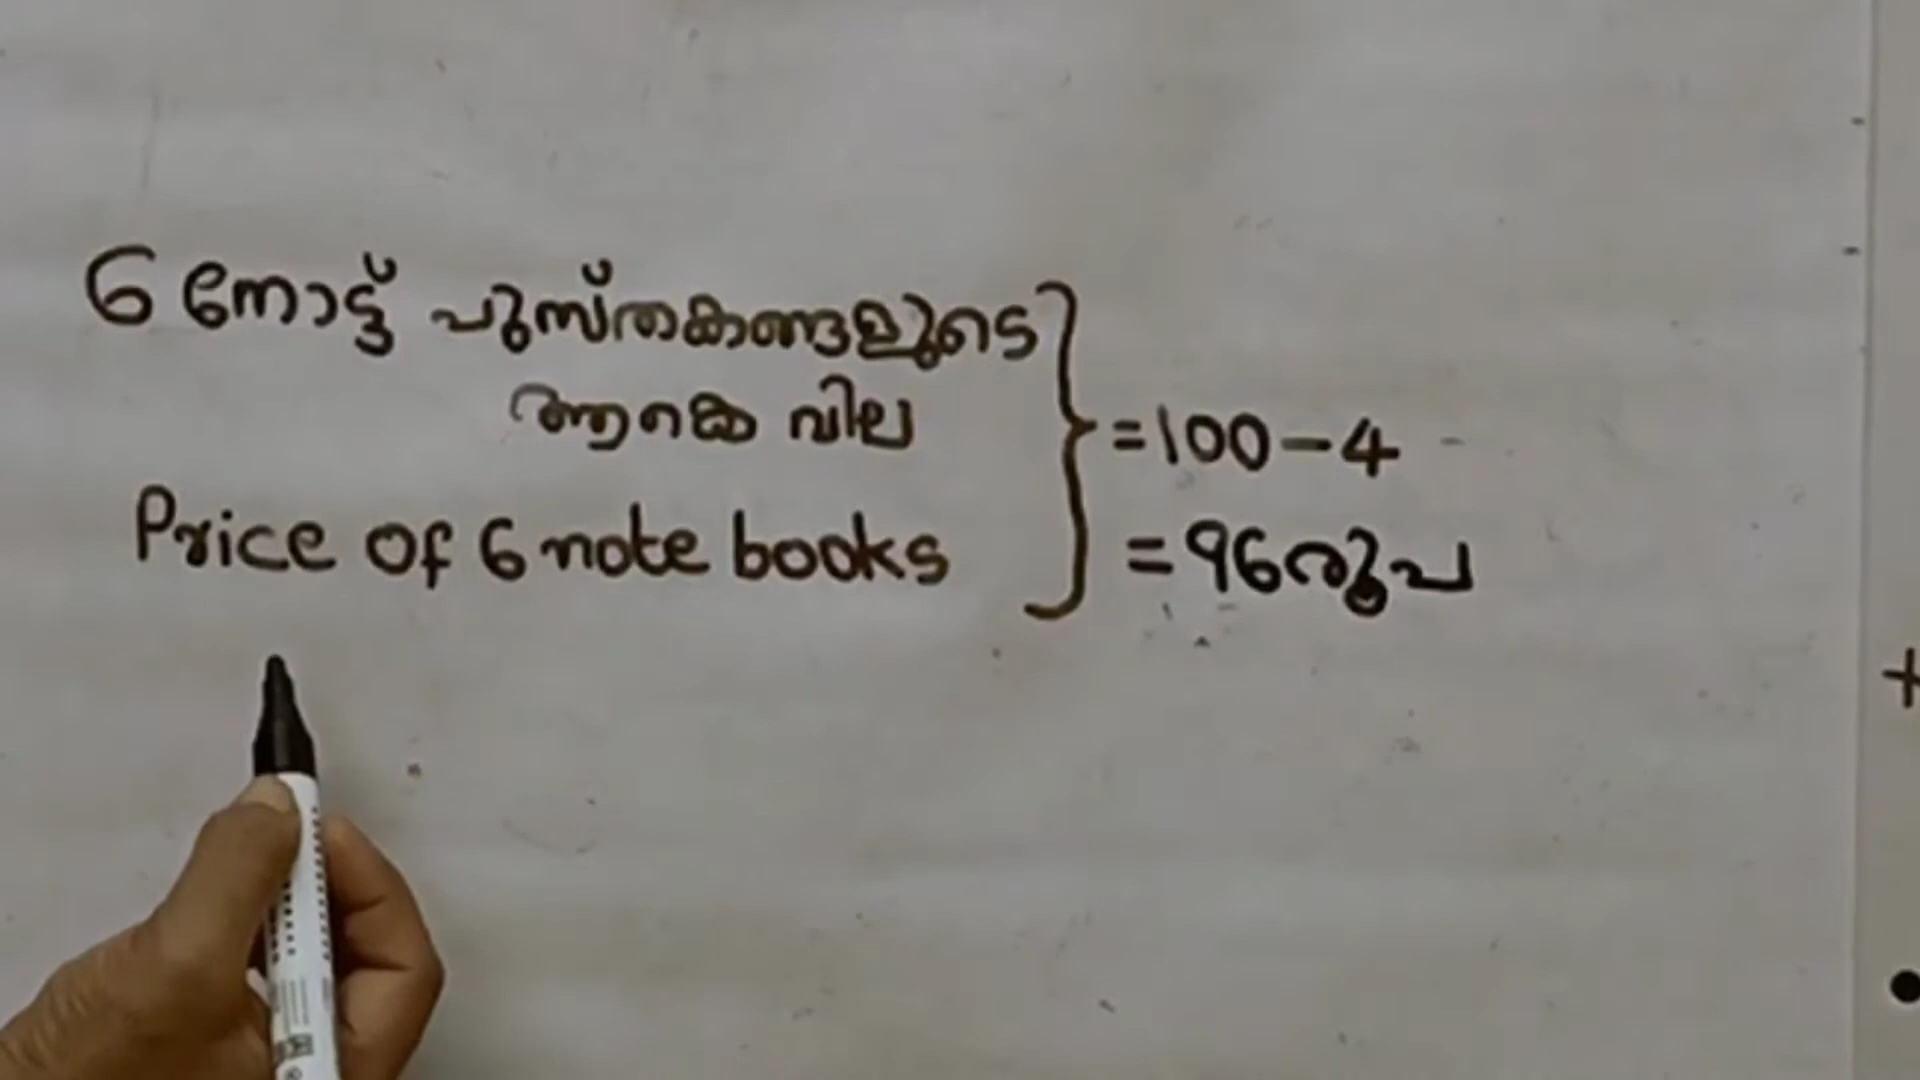 6 നോട്ട് പുസ്തകങ്ങളുടെ
ആകെ വില
=100-4
Price of 6 note books
=96രൂപ
+